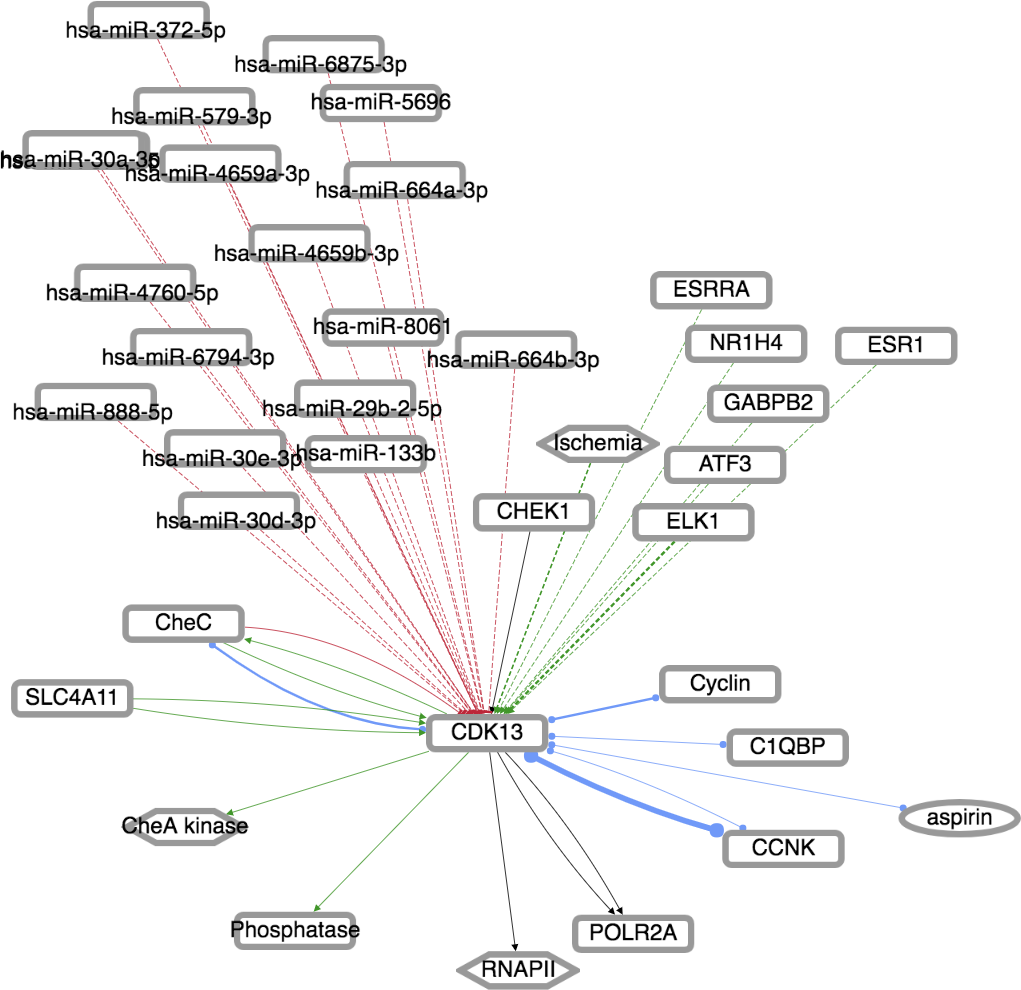 hsa-miR-372-5p
hsa-miR-6875-3p
hsa-miR-5696
hsa-miR-579-3p
hsa-miR-4659a-3p
hsa-miR-664a-3p
hsa-miR-4659b-3p
hsa-miR-4760-5p
ESRRA
hsa-miR-8061
NR1H4
ESR1
hsa-miR-6794-3p
hsa-miR-664b-3p
hsa-miR-888-5p
hsa-miR-29b-2-5p
GABPB2
Ischemia
hsa-miR-30e-3p
hsa-miR-133b
ATF3
CHEK1
hsa-miR-30d-3p
ELK1
CheC
Cyclin
SLC4A11
CDK13
C1QBP
aspirin
CheA kinase
CCNK
Phosphatase
POLR2A
RNAPII